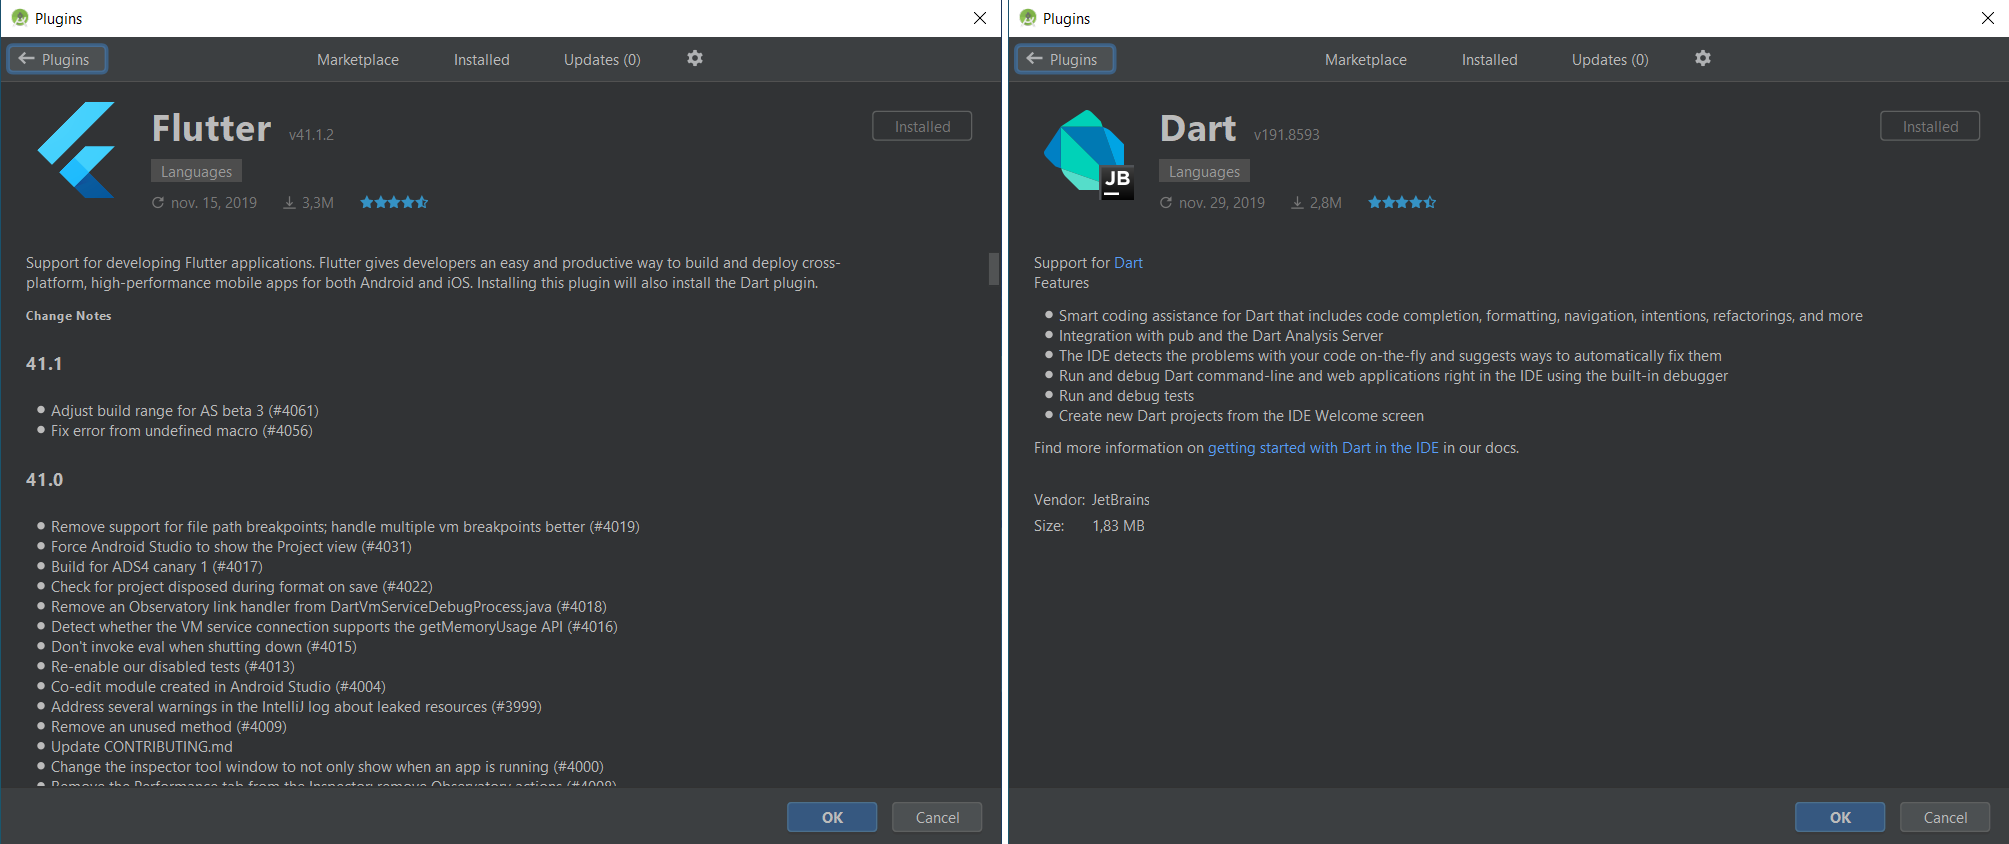 Plugins
Plugins
Marketplace
Installed
Updates (0)
Flutter v41.1.2
Installed
Languages
nov. 15, 2019 3,3M
Support for developing Flutter applications. Flutter gives developers an easy and productive way to build and deploy cross-
platform, high-performance mobile apps for both Android and iOS. Installing this plugin will also install the Dart plugin.
Change Notes
41.1
Adjust build range for AS beta 3 (#4061)
Fix error from undefined macro (#4056)
41.0
Remove support for file path breakpoints; handle multiple vm breakpoints better (#4019)
Force Android Studio to show the Project view (#4031)
Build for ADS4 canary 1 (#4017)
Check for project disposed during format on save (#4022)
Remove an Observatory link handler from DartVmServiceDebugProcess.java (#4018)
Detect whether the VM service connection supports the getMemoryUsage API (#4016)
Don't invoke eval when shutting down (#4015)
Re-enable our disabled tests (#4013)
Co-edit module created in Android Studio (#4004)
Address several warnings in the IntelliJ log about leaked resources (#3999)
Remove an unused method (#4009)
Update CONTRIBUTING.md
Change the inspector tool window to not only show when an app is running (#4000)
Remove the Performance tab from the Inspector; remove Observatory actions (#4008)
OK
Cancel
Plugins
Plugins
Marketplace
Installed
Updates (0)
JB
Dart v191.8593
Installed
Languages
nov. 29, 2019 2,8M
Support for Dart
Features
Smart coding assistance for Dart that includes code completion, formatting, navigation, intentions, refactorings, and more
Integration with pub and the Dart Analysis Server
The IDE detects the problems with your code on-the-fly and suggests ways to automatically fix them
Run and debug Dart command-line and web applications right in the IDE using the built-in debugger
Run and debug tests
Create new Dart projects from the IDE Welcome screen
Find more information on getting started with Dart in the IDE in our docs.
Vendor: JetBrains
Size: 1,83 MB
OK
Cancel